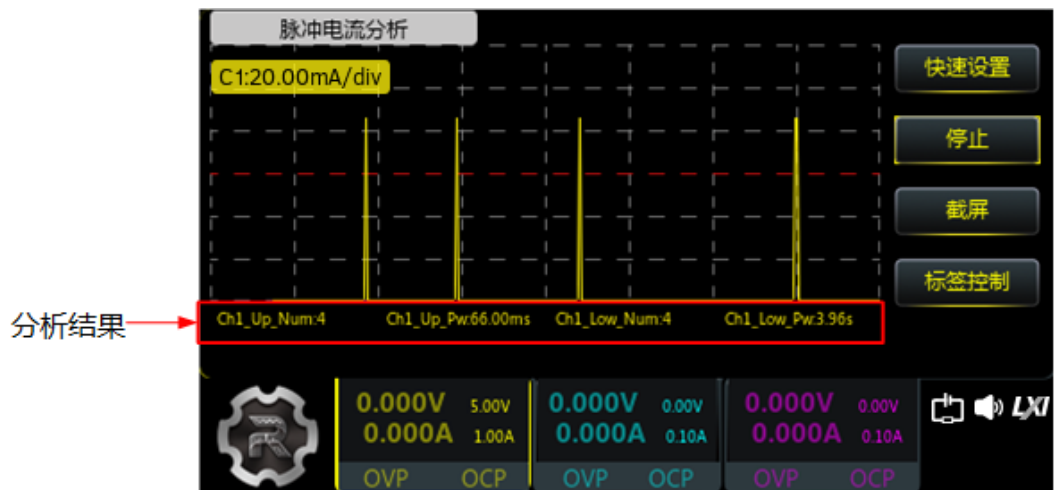 脉冲电流分析
C1:20.00mA/div
快速设置
停止
截屏
标签控制
分析结果
Ch1_Up_Num:4 Ch1_Up_Pw:66.00ms Ch1_Low_Num:4 Ch1_Low_Pw:3.96s
0.000V 5.00V 0.000V 0.00V 0.000V 0.00V
0.000A 1.00A 0.000A 0.10A 0.000A 0.10A
OVP OCP OVP OCP OVP OCP
R
LXI